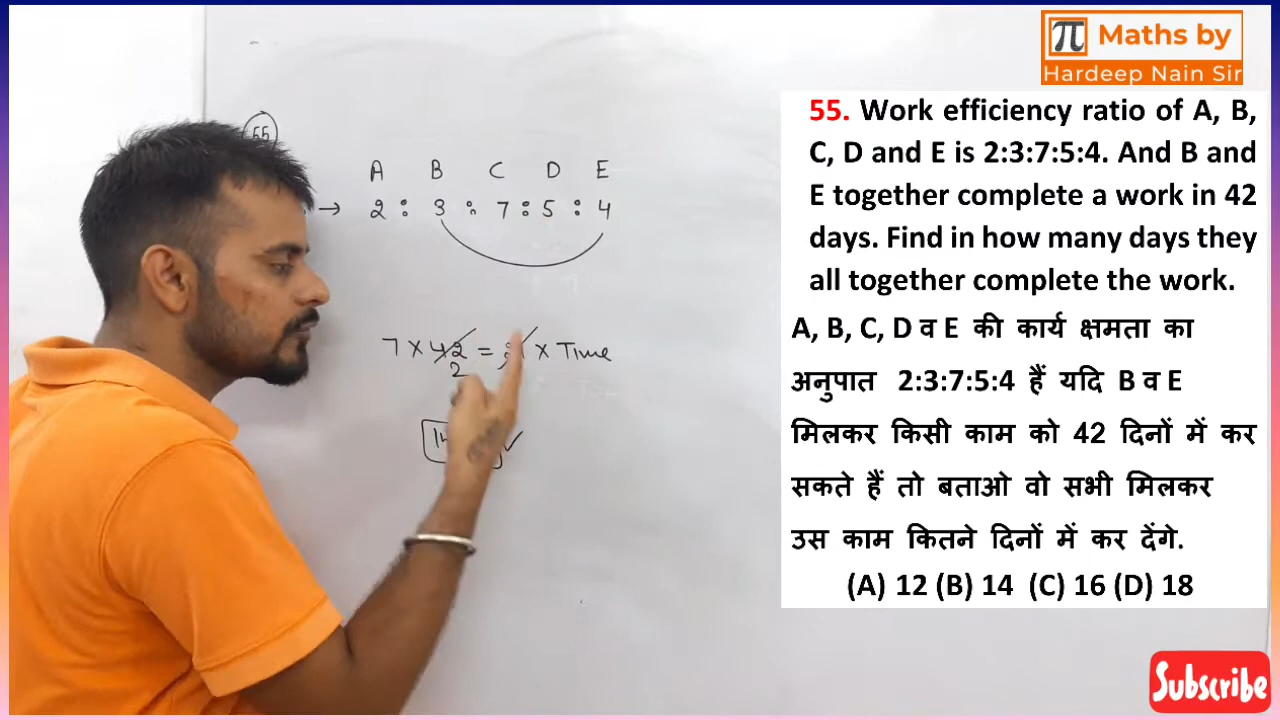 π Maths by
Hardeep Nain Sir
55
A B C D E
→ 2 : 3 : 7 : 5 : 4
7 × 42 = × Time
2
55. Work efficiency ratio of A, B,
C, D and E is 2:3:7:5:4. And B and
E together complete a work in 42
days. Find in how many days they
all together complete the work.
A, B, C, D व E की कार्य क्षमता का
अनुपात 2:3:7:5:4 हैं यदि B व E
मिलकर किसी काम को 42 दिनों में कर
सकते हैं तो बताओ वो सभी मिलकर
उस काम कितने दिनों में कर देंगे.
(A) 12 (B) 14 (C) 16 (D) 18
Subscribe